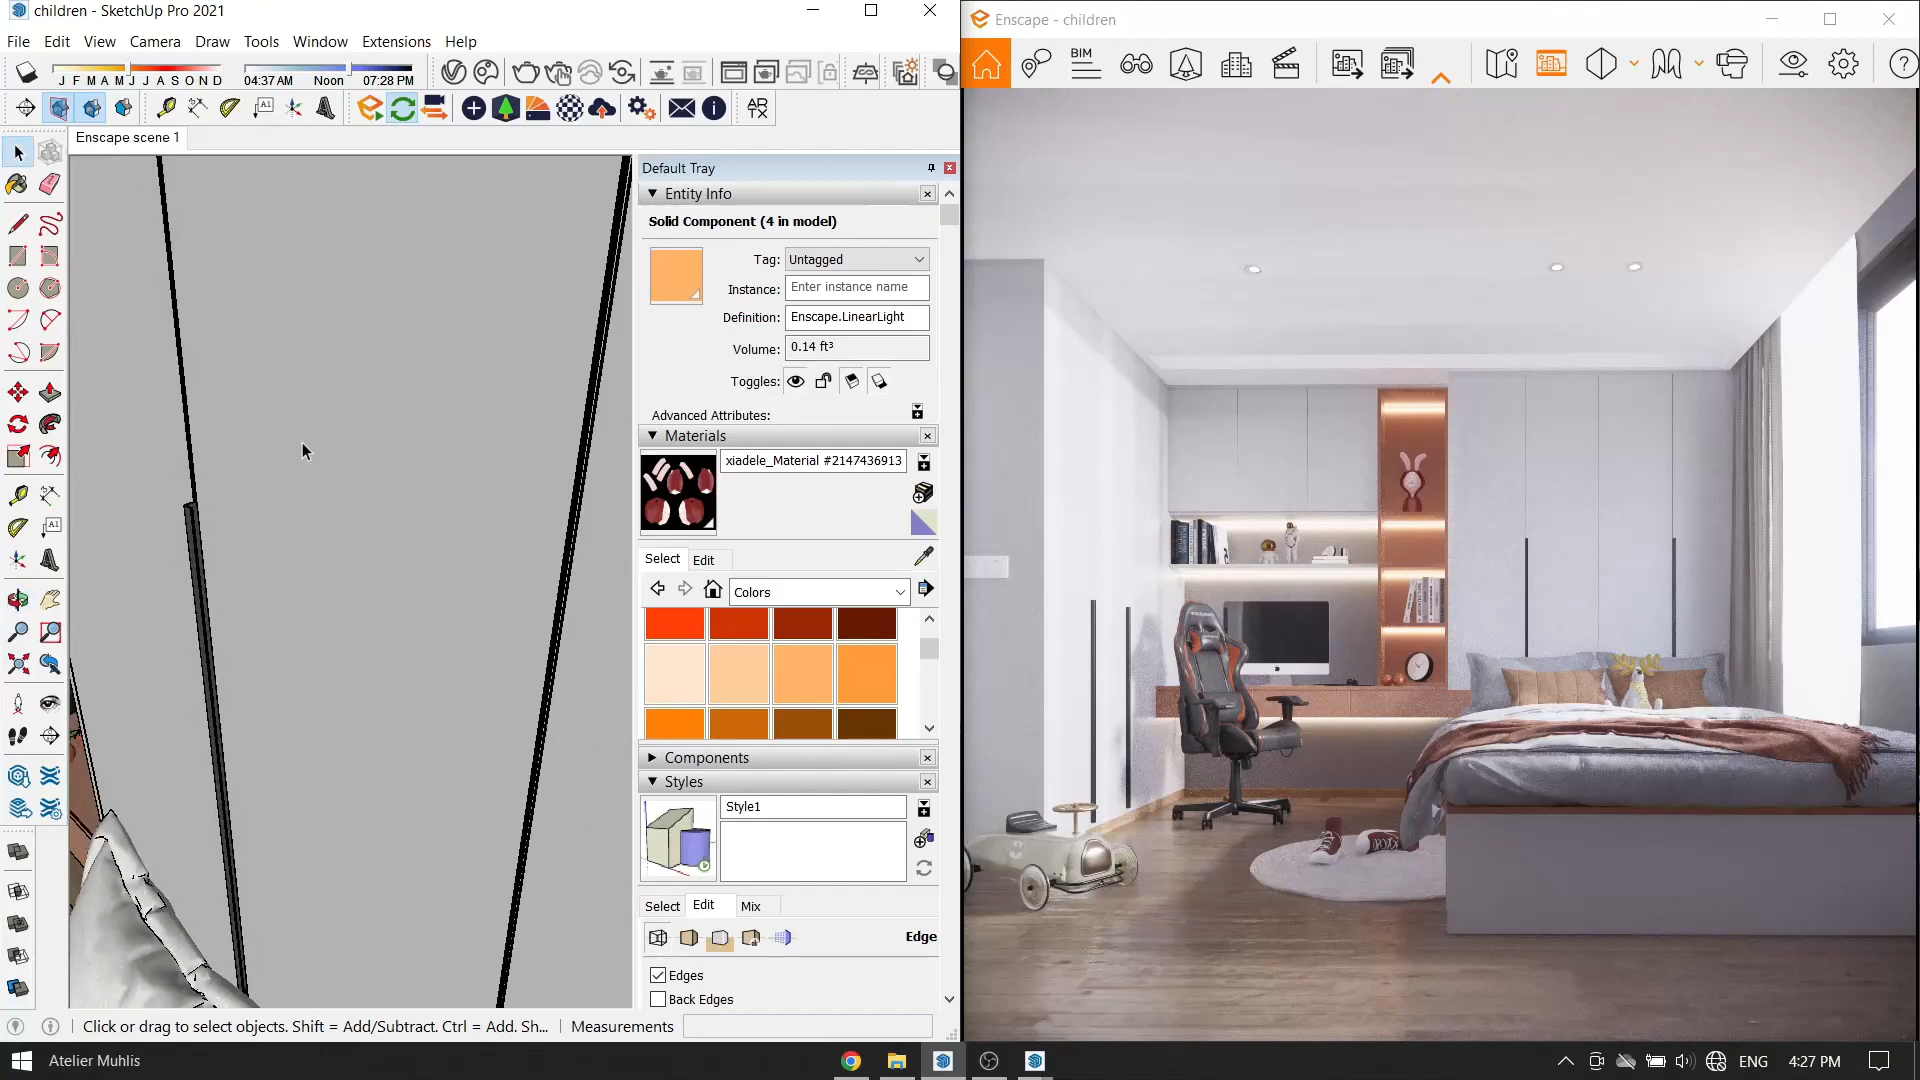 children - SketchUp Pro 2021
Enscape - children
File Edit View Camera Draw Tools Window Extensions Help
BIM
J F M A M J J A S O N D
04:37 AM Noon 07:28 PM
A1
AR
Enscape scene 1
Default Tray
Entity Info
Solid Component (4 in model)
Tag: Untagged
Instance: Enter instance name
Definition: Enscape.LinearLight
Volume: 0.14 ft³
Toggles:
Advanced Attributes:
Materials
xiadele_Material #2147436913
Select Edit
Colors
A1
Components
Styles
Style1
Select Edit Mix
Edge
Edges
Back Edges
Click or drag to select objects. Shift = Add/Subtract. Ctrl = Add. Sh...
Measurements
Atelier Muhlis
ENG
4:27 PM